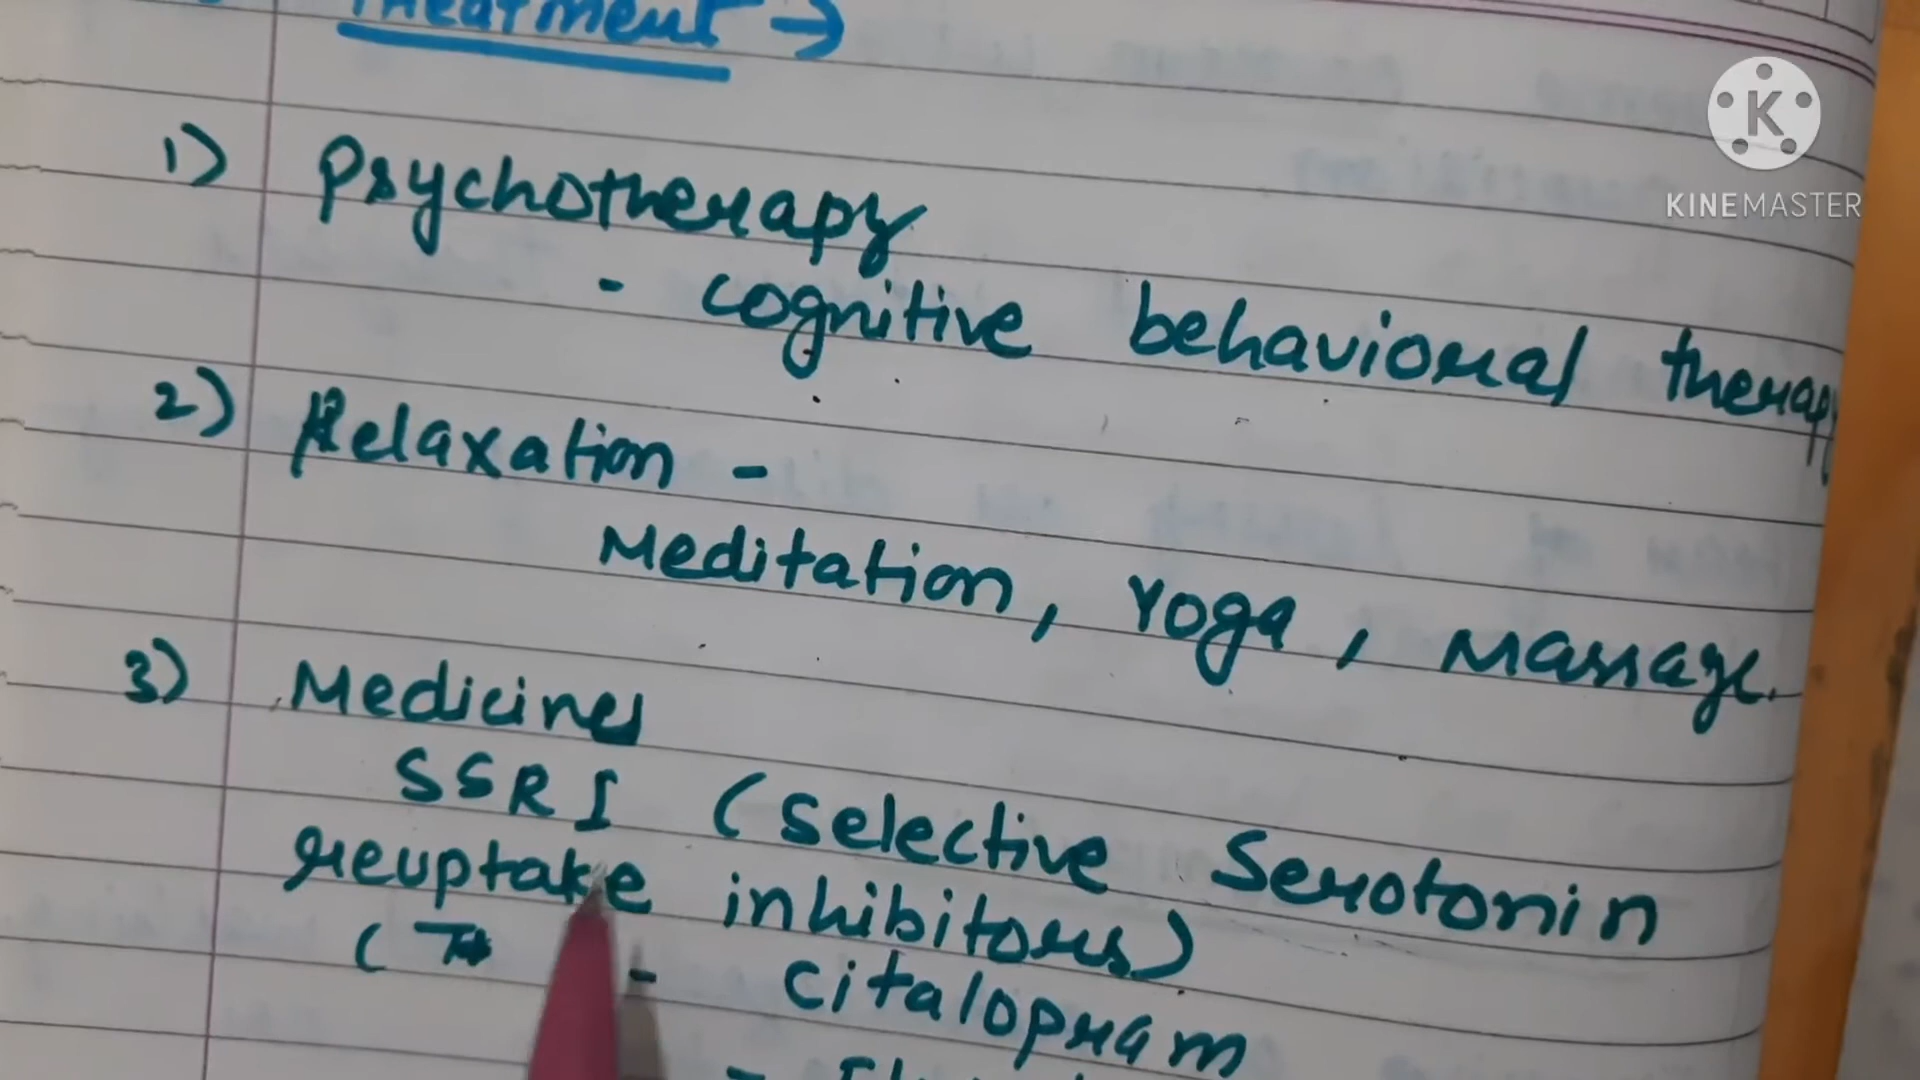 Treatment →
1) Psychotherapy
- cognitive behavioral therapy
2) Relaxation -
Meditation, Yoga, Massage.
3) Medicines
SSRI (Selective Serotonin
reuptake inhibitors)
( - Citalopram
KINEMASTER